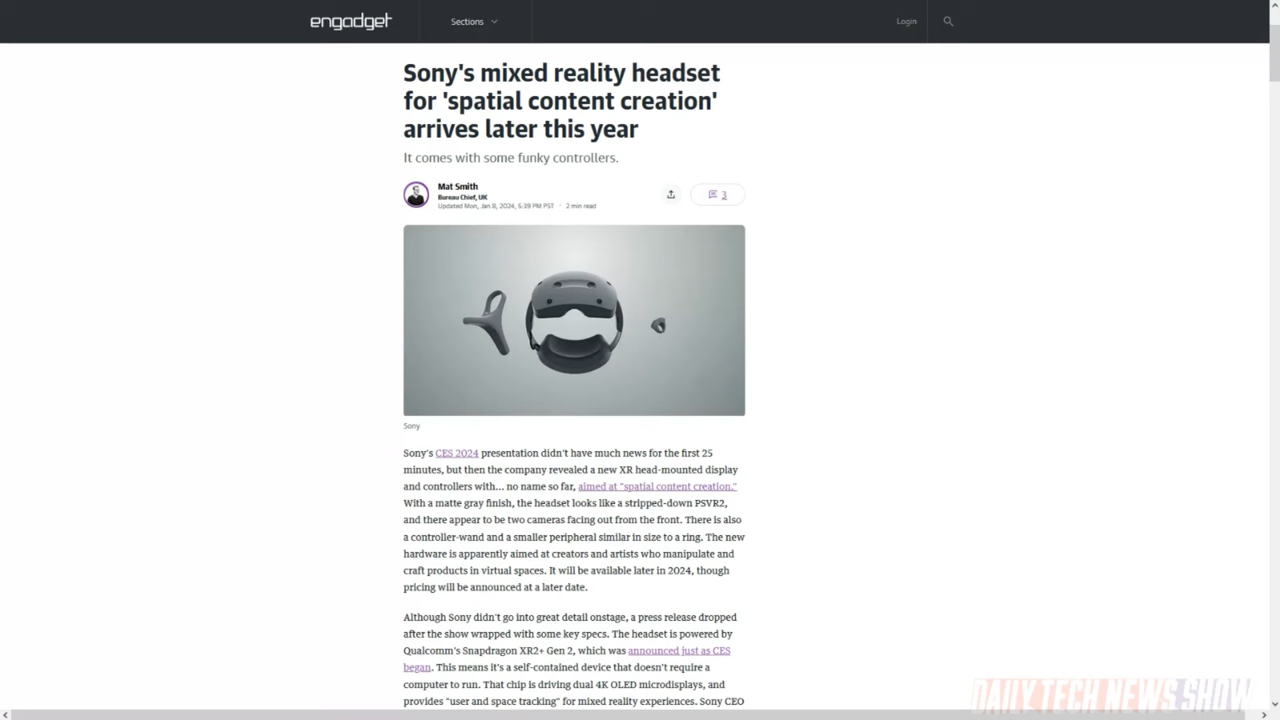 engadget
Sections
Login
Sony's mixed reality headset
for 'spatial content creation'
arrives later this year
It comes with some funky controllers.
Mat Smith
Bureau Chief, UK
Updated Mon, Jan 8, 2024, 5:39 PM PST · 2 min read
3
Sony
Sony's CES 2024 presentation didn't have much news for the first 25
minutes, but then the company revealed a new XR head-mounted display
and controllers with... no name so far, aimed at "spatial content creation."
With a matte gray finish, the headset looks like a stripped-down PSVR2,
and there appear to be two cameras facing out from the front. There is also
a controller-wand and a smaller peripheral similar in size to a ring. The new
hardware is apparently aimed at creators and artists who manipulate and
craft products in virtual spaces. It will be available later in 2024, though
pricing will be announced at a later date.
Although Sony didn't go into great detail onstage, a press release dropped
after the show wrapped with some key specs. The headset is powered by
Qualcomm's Snapdragon XR2+ Gen 2, which was announced just as CES
began. This means it's a self-contained device that doesn't require a
computer to run. That chip is driving dual 4K OLED microdisplays, and
provides "user and space tracking" for mixed reality experiences. Sony CEO
DAILY TECH NEWS SHOW